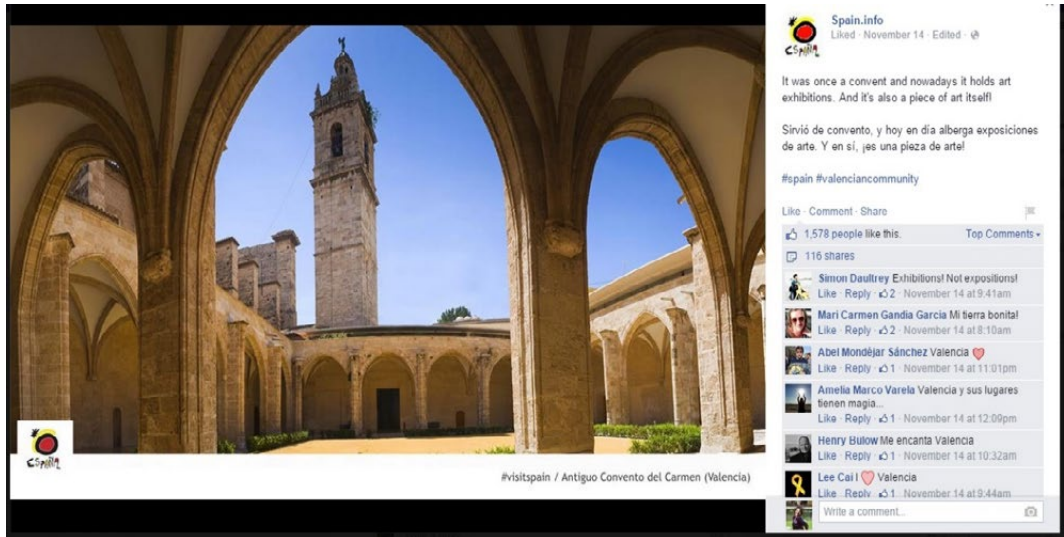 España
#visitspain / Antiguo Convento del Carmen (Valencia)
España
Spain.info
Liked · November 14 · Edited ·
It was once a convent and nowadays it holds art
exhibitions. And it's also a piece of art itself!
Sirvió de convento, y hoy en día alberga exposiciones
de arte. Y en sí, ¡es una pieza de arte!
#spain #valenciancommunity
Like · Comment · Share
1,578 people like this.
Top Comments
116 shares
Simon Daultrey Exhibitions! Not expositions!
Like · Reply · 2 · November 14 at 9:41am
Mari Carmen Gandia Garcia Mi tierra bonita!
Like · Reply · 2 · November 14 at 8:10am
Abel Mondéjar Sánchez Valencia ♥
Like · Reply · 1 · November 14 at 11:01pm
Amelia Marco Varela Valencia y sus lugares
tienen magia...
Like · Reply · 1 · November 14 at 12:09pm
Henry Bülow Me encanta Valencia
Like · Reply · 1 · November 14 at 10:32am
Lee Cai I ♥ Valencia
Like · Reply · 1 · November 14 at 9:44am
Write a comment...